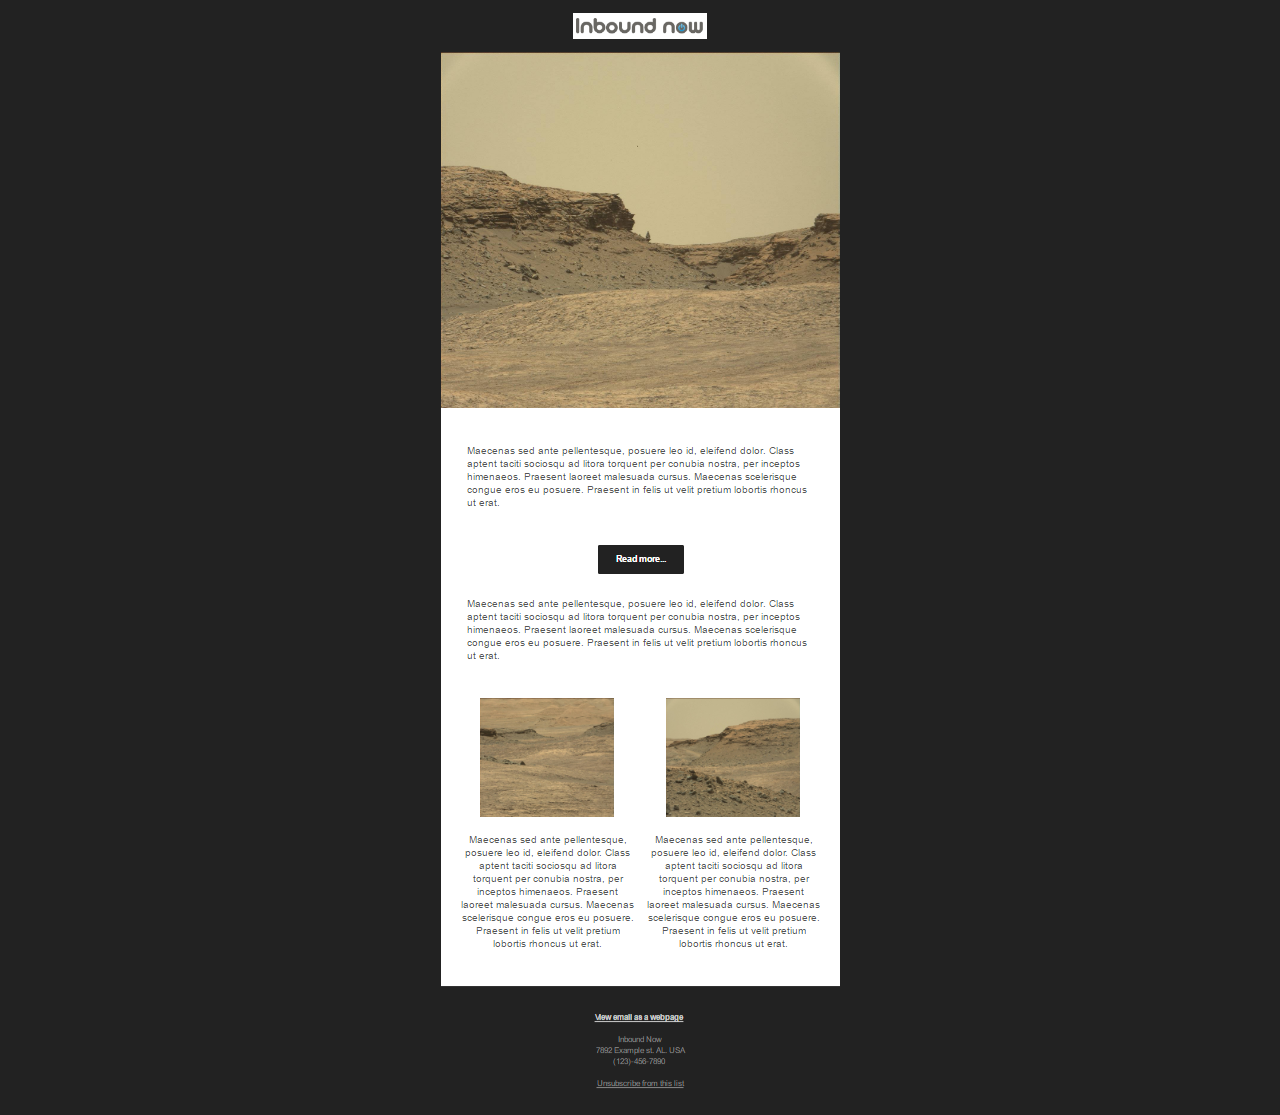 Inbound now
Maecenas sed ante pellentesque, posuere leo id, eleifend dolor. Class
aptent taciti sociosqu ad litora torquent per conubia nostra, per inceptos
himenaeos. Praesent laoreet malesuada cursus. Maecenas scelerisque
congue eros eu posuere. Praesent in felis ut velit pretium lobortis rhoncus
ut erat.
Read more...
Maecenas sed ante pellentesque, posuere leo id, eleifend dolor. Class
aptent taciti sociosqu ad litora torquent per conubia nostra, per inceptos
himenaeos. Praesent laoreet malesuada cursus. Maecenas scelerisque
congue eros eu posuere. Praesent in felis ut velit pretium lobortis rhoncus
ut erat.
Maecenas sed ante pellentesque,
posuere leo id, eleifend dolor. Class
aptent taciti sociosqu ad litora
torquent per conubia nostra, per
inceptos himenaeos. Praesent
laoreet malesuada cursus. Maecenas
scelerisque congue eros eu posuere.
Praesent in felis ut velit pretium
lobortis rhoncus ut erat.
Maecenas sed ante pellentesque,
posuere leo id, eleifend dolor. Class
aptent taciti sociosqu ad litora
torquent per conubia nostra, per
inceptos himenaeos. Praesent
laoreet malesuada cursus. Maecenas
scelerisque congue eros eu posuere.
Praesent in felis ut velit pretium
lobortis rhoncus ut erat.
View email as a webpage
Inbound Now
7892 Example st. AL. USA
(123)-456-7890
Unsubscribe from this list